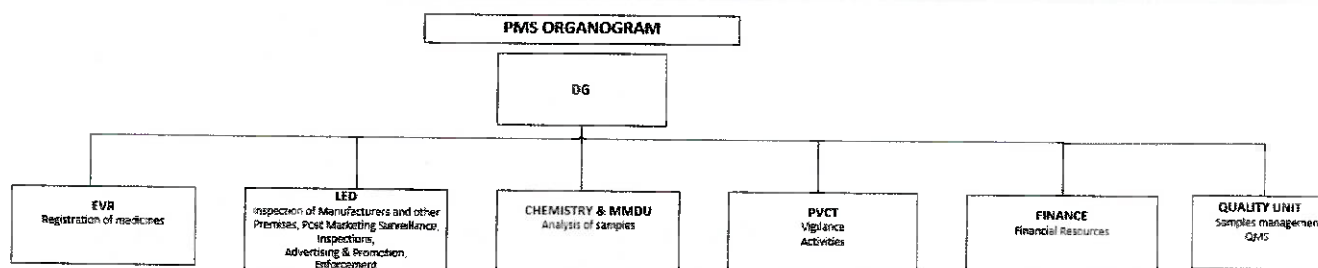 PMS ORGANOGRAM
DG
EVR
Registration of medicines
LED
Inspection of Manufacturers and other
Premises, Post Marketing Surveillance,
Inspections,
Advertising & Promotion,
Enforcement
CHEMISTRY & MMDU
Analysis of samples
PVCT
Vigilance
Activities
FINANCE
Financial Resources
QUALITY UNIT
Samples management
QMS